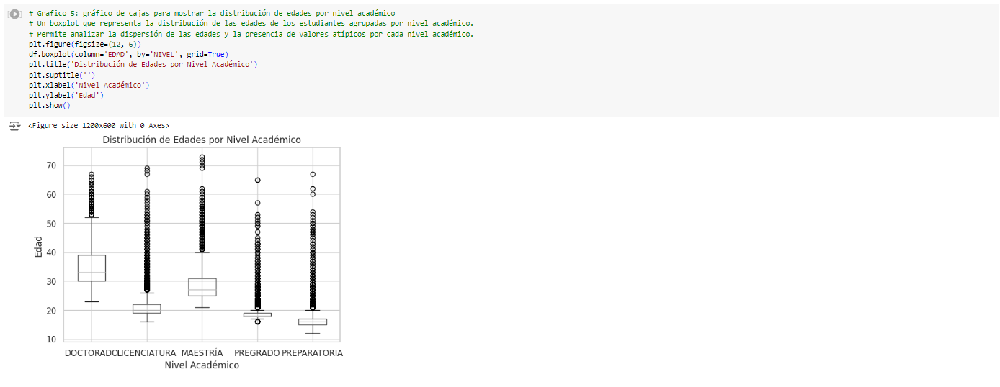 # Grafico 5: gráfico de cajas para mostrar la distribución de edades por nivel académico
# Un boxplot que representa la distribución de las edades de los estudiantes agrupadas por nivel académico.
# Permite analizar la dispersión de las edades y la presencia de valores atípicos por cada nivel académico.
plt.figure(figsize=(12, 6))
df.boxplot(column='EDAD', by='NIVEL', grid=True)
plt.title('Distribución de Edades por Nivel Académico')
plt.suptitle('')
plt.xlabel('Nivel Académico')
plt.ylabel('Edad')
plt.show()
<Figure size 1200x600 with 0 Axes>
Distribución de Edades por Nivel Académico
70
60
50
40
30
20
10
Edad
DOCTORADO LICENCIATURA MAESTRÍA PREGRADO PREPARATORIA
Nivel Académico